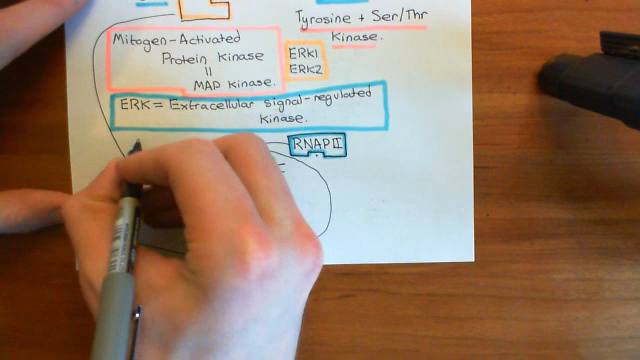 Tyrosine + Ser/Thr
Kinase.
Mitogen-Activated
Protein Kinase
=
MAP kinase.
ERK1
ERK2
ERK = Extracellular signal-regulated
kinase.
RNAP II